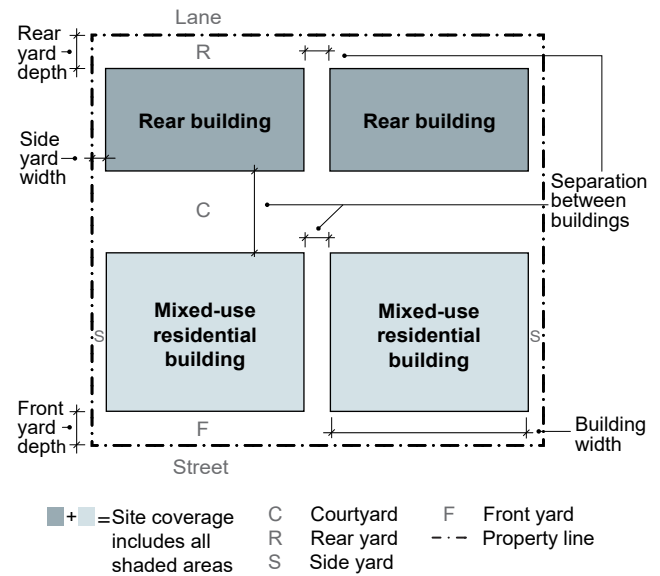 Lane
Rear
yard
depth
R
Rear building
Rear building
Side
yard
width
C
Separation
between
buildings
Mixed-use
residential
building
Mixed-use
residential
building
S
S
Front
yard
depth
F
Building
width
Street
+ = Site coverage
includes all
shaded areas
C Courtyard
R Rear yard
S Side yard
F Front yard
Property line